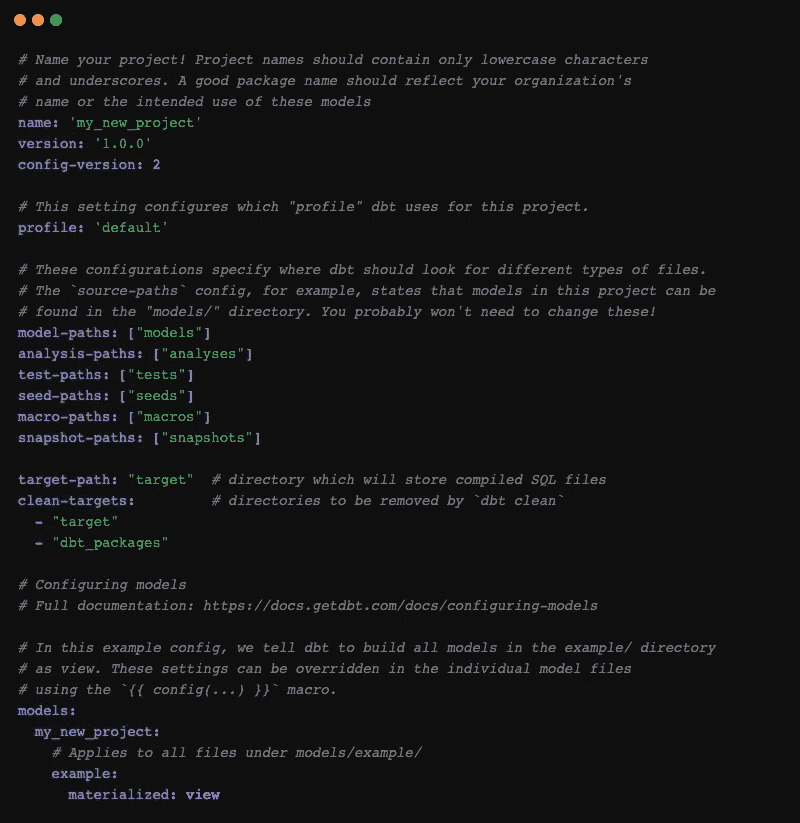 # Name your project! Project names should contain only lowercase characters
# and underscores. A good package name should reflect your organization's
# name or the intended use of these models
name: 'my_new_project'
version: '1.0.0'
config-version: 2

# This setting configures which "profile" dbt uses for this project.
profile: 'default'

# These configurations specify where dbt should look for different types of files.
# The `source-paths` config, for example, states that models in this project can be
# found in the "models/" directory. You probably won't need to change these!
model-paths: ["models"]
analysis-paths: ["analyses"]
test-paths: ["tests"]
seed-paths: ["seeds"]
macro-paths: ["macros"]
snapshot-paths: ["snapshots"]

target-path: "target"  # directory which will store compiled SQL files
clean-targets:         # directories to be removed by `dbt clean`
  - "target"
  - "dbt_packages"

# Configuring models
# Full documentation: https://docs.getdbt.com/docs/configuring-models

# In this example config, we tell dbt to build all models in the example/ directory
# as view. These settings can be overridden in the individual model files
# using the `{{ config(...) }}` macro.
models:
  my_new_project:
    # Applies to all files under models/example/
    example:
      materialized: view